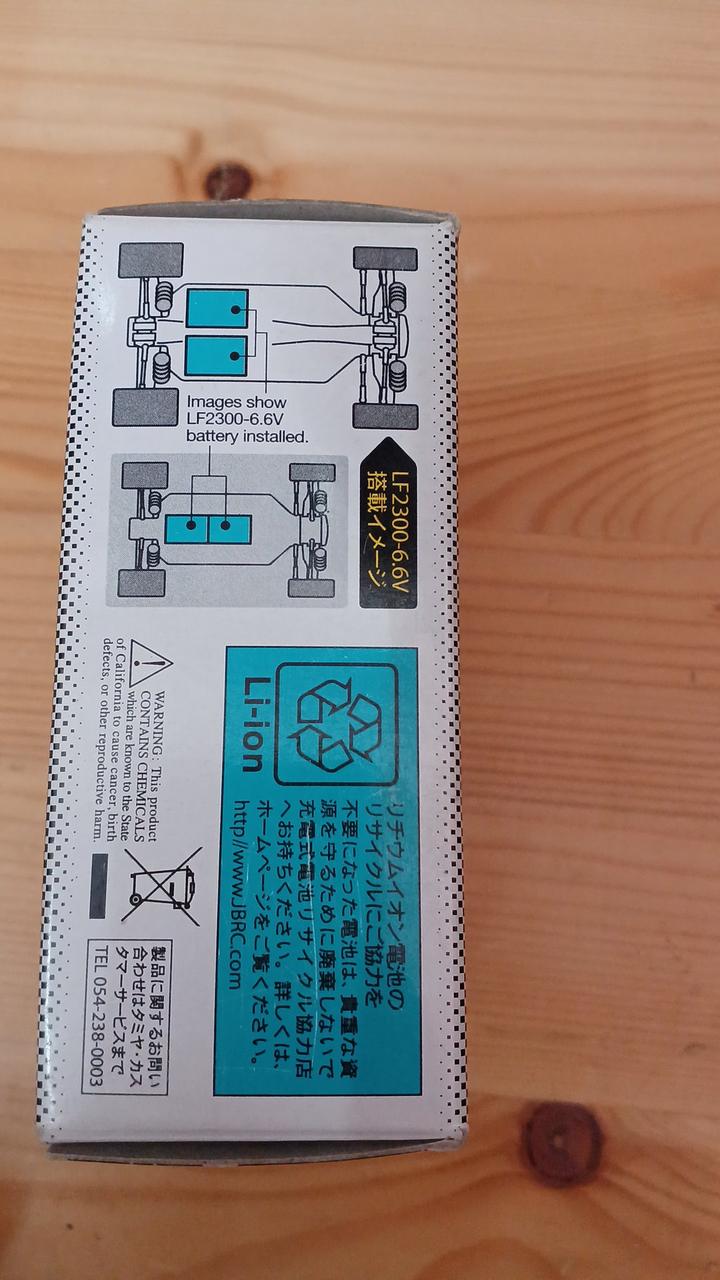 Images show
LF2300-6.6V
battery installed.
LF2300-6.6V
搭載イメージ
Li-ion
リチウムイオン電池の
リサイクルにご協力を
不要になった電池は、貴重な資
源を守るために廃棄しないで
充電式電池リサイクル協力店
へお持ちください。詳しくは、
ホームページをご覧ください。
http//www.JBRC.com
WARNING : This product
CONTAINS CHEMICALS
which are known to the State
of California to cause cancer, birth
defects, or other reproductive harm.
製品に関するお問い
合わせはタミヤ・カス
タマーサービスまで
TEL 054-238-0003